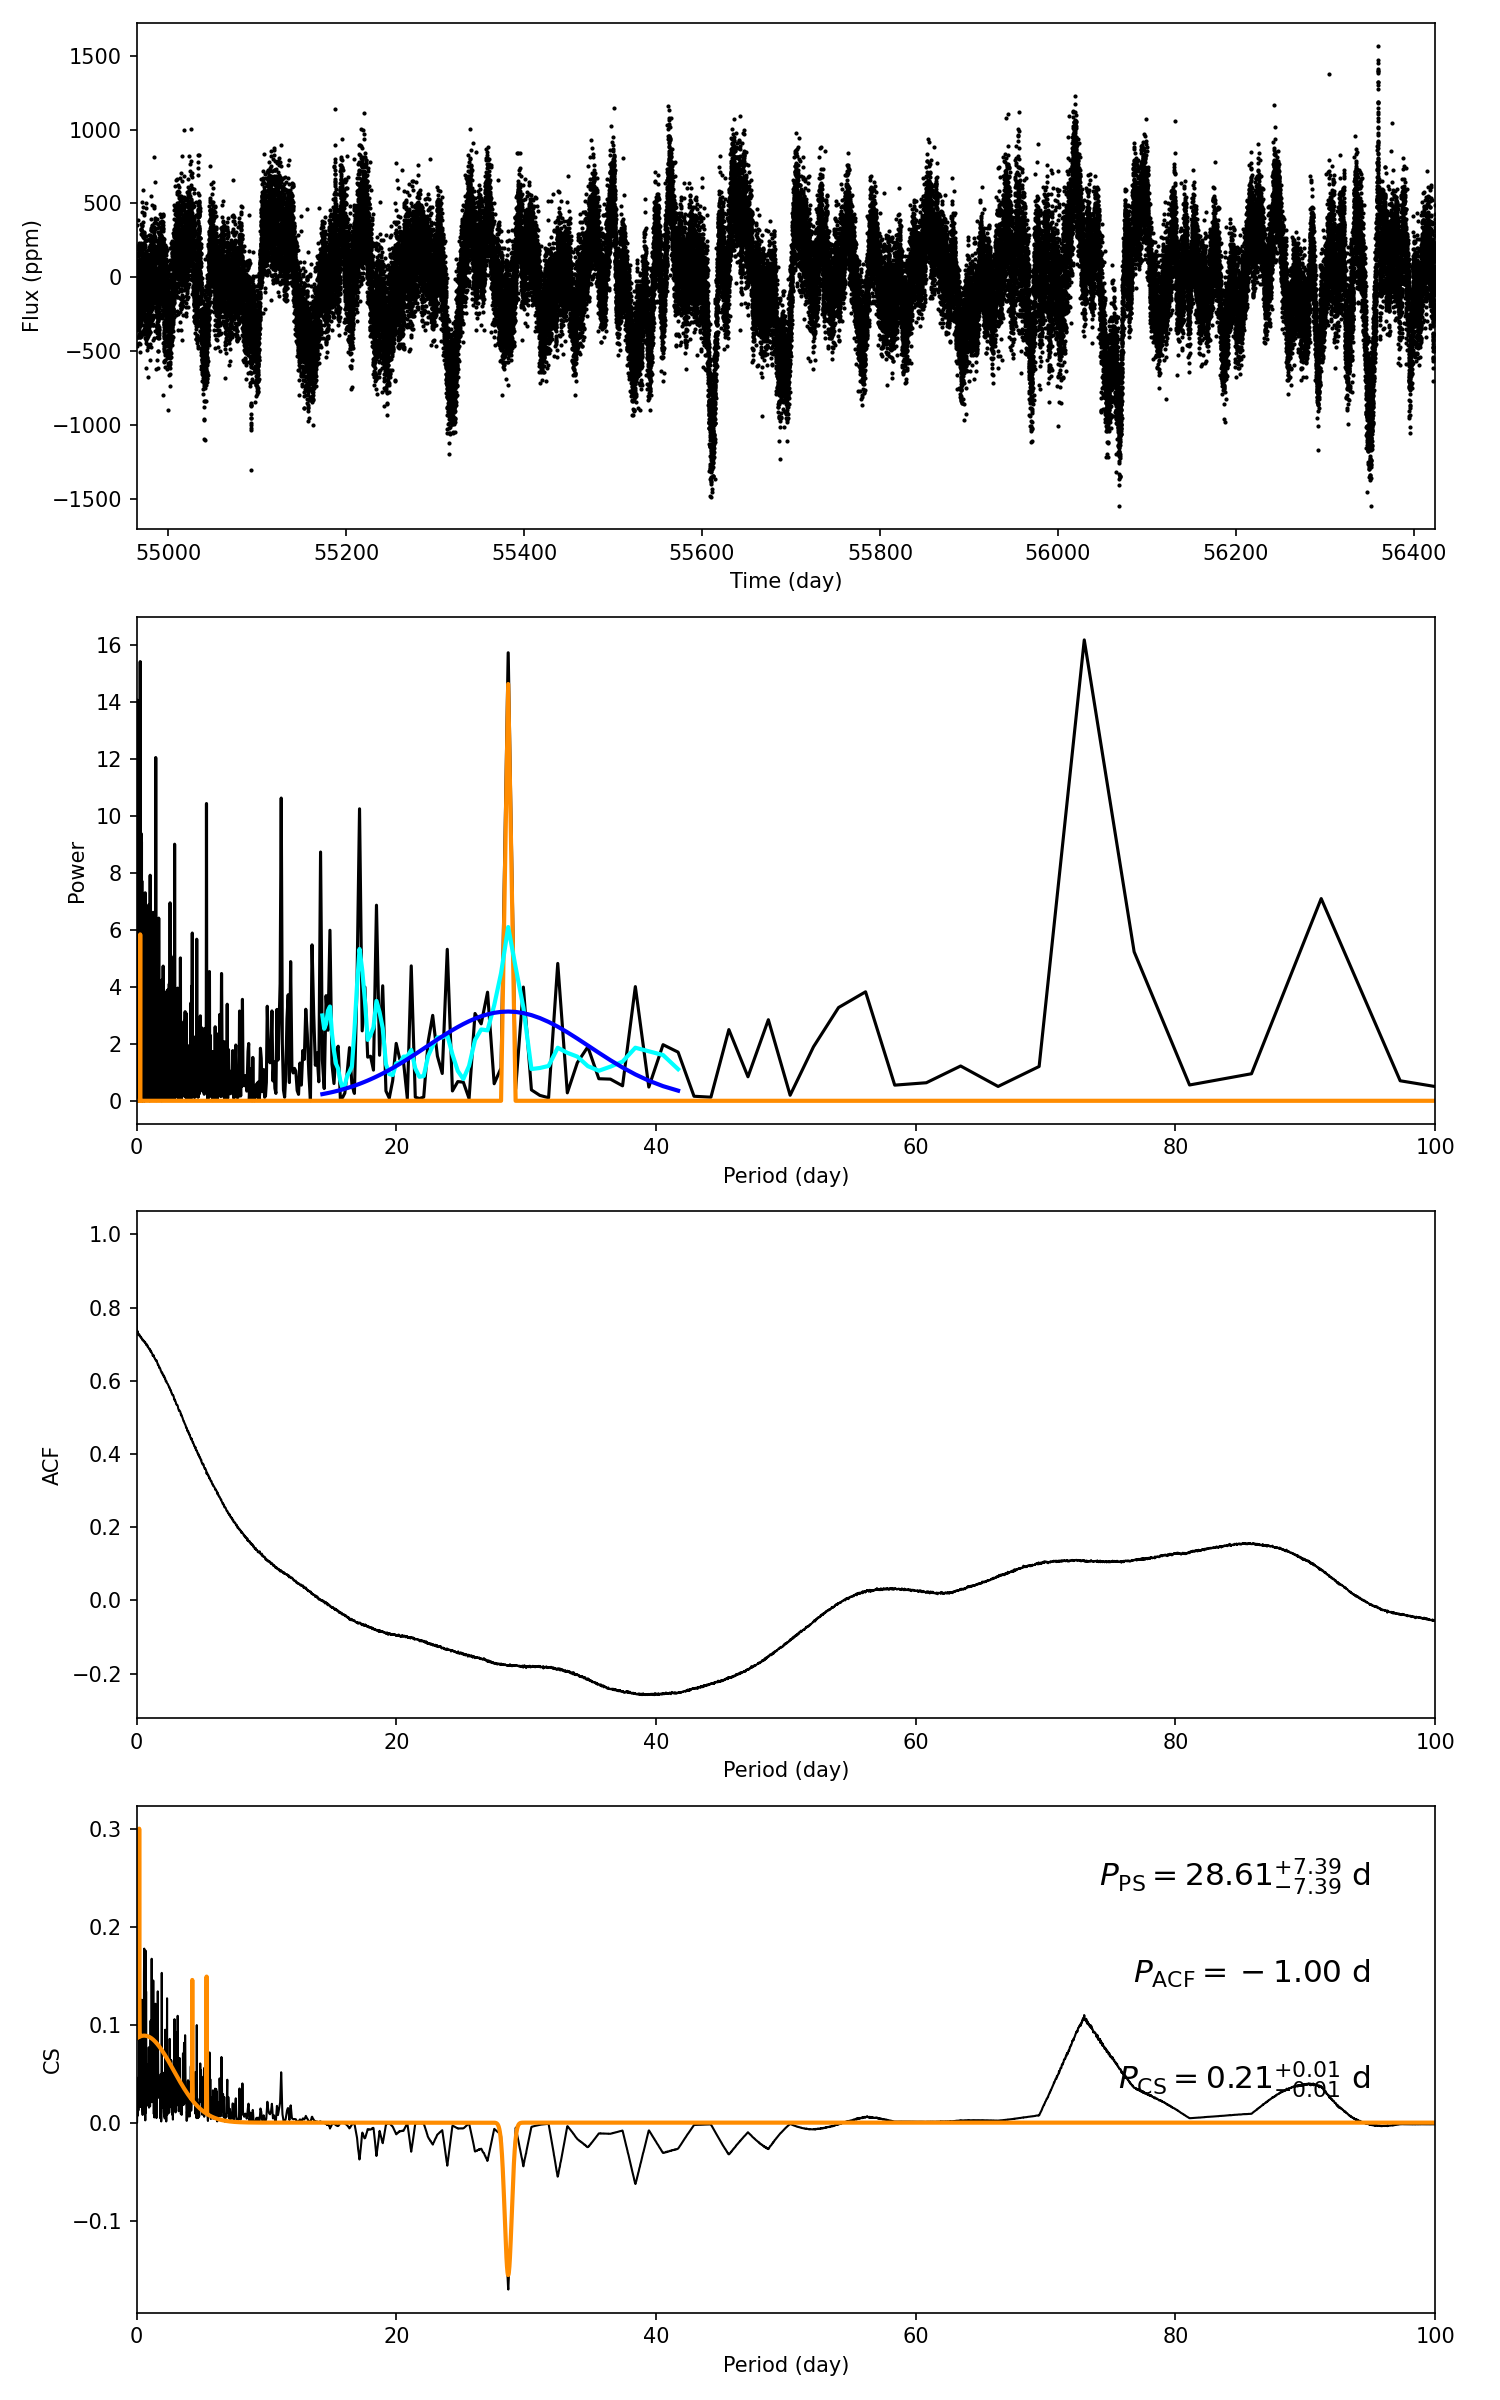 1500
1000
500
0
−500
−1000
−1500
Flux (ppm)
55000 55200 55400 55600 55800 56000 56200 56400
Time (day)
16
14
12
10
8
6
4
2
0
Power
0 20 40 60 80 100
Period (day)
1.0
0.8
0.6
0.4
0.2
0.0
−0.2
ACF
0 20 40 60 80 100
Period (day)
0.3
0.2
0.1
0.0
−0.1
CS
P_PS = 28.61 +7.39 −7.39 d
P_ACF = −1.00 d
P_CS = 0.21 +0.01 −0.01 d
0 20 40 60 80 100
Period (day)